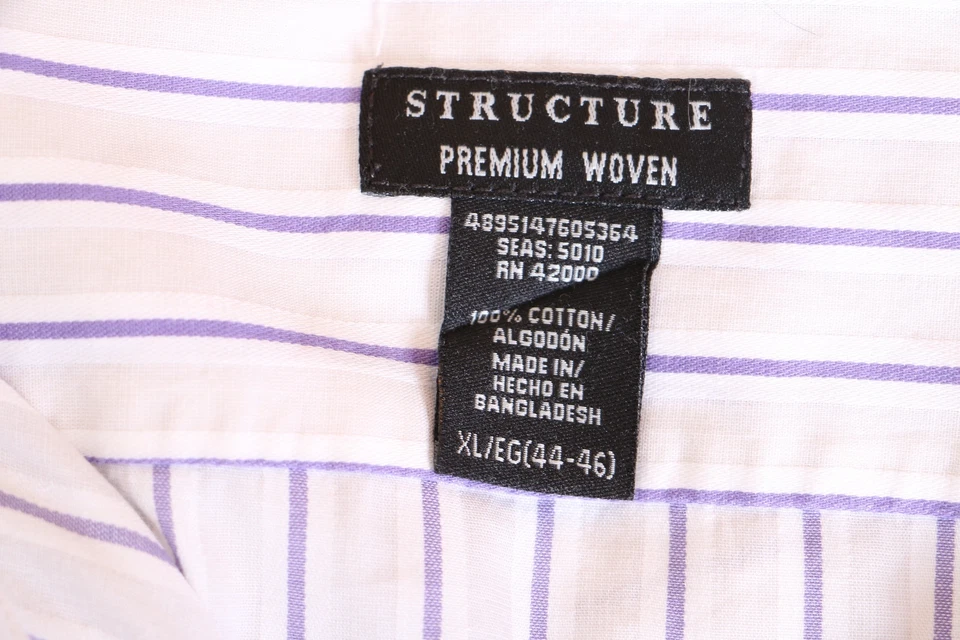 STRUCTURE
PREMIUM WOVEN
4895147605364
SEAS: 5010
RN 42000
100% COTTON/
ALGODÓN
MADE IN/
HECHO EN
BANGLADESH
XL/EG(44-46)